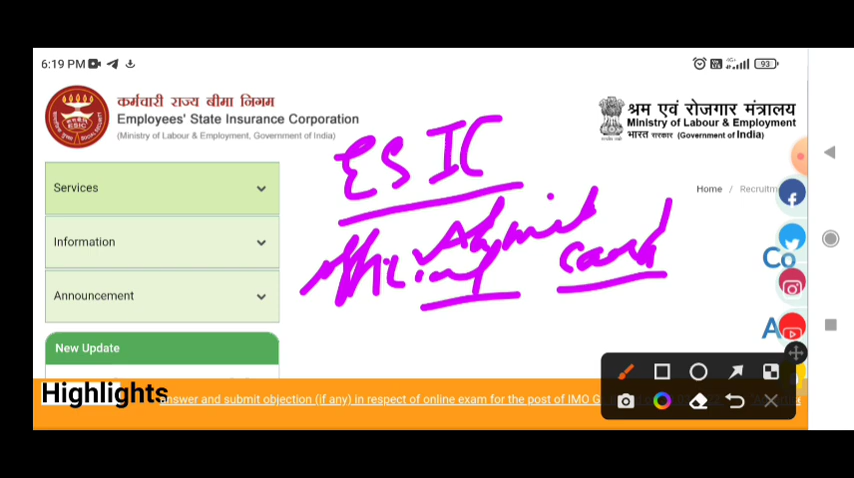 6:19 PM
93
कर्मचारी राज्य बीमा निगम
Employees' State Insurance Corporation
(Ministry of Labour & Employment, Government of India)
श्रम एवं रोजगार मंत्रालय
Ministry of Labour & Employment
भारत सरकार (Government of India)
ESIC
Services
Home / Recruitm
Admit card
Information
Co
Announcement
A
New Update
Highlights
answer and submit objection (if any) in respect of online exam for the post of IMO G